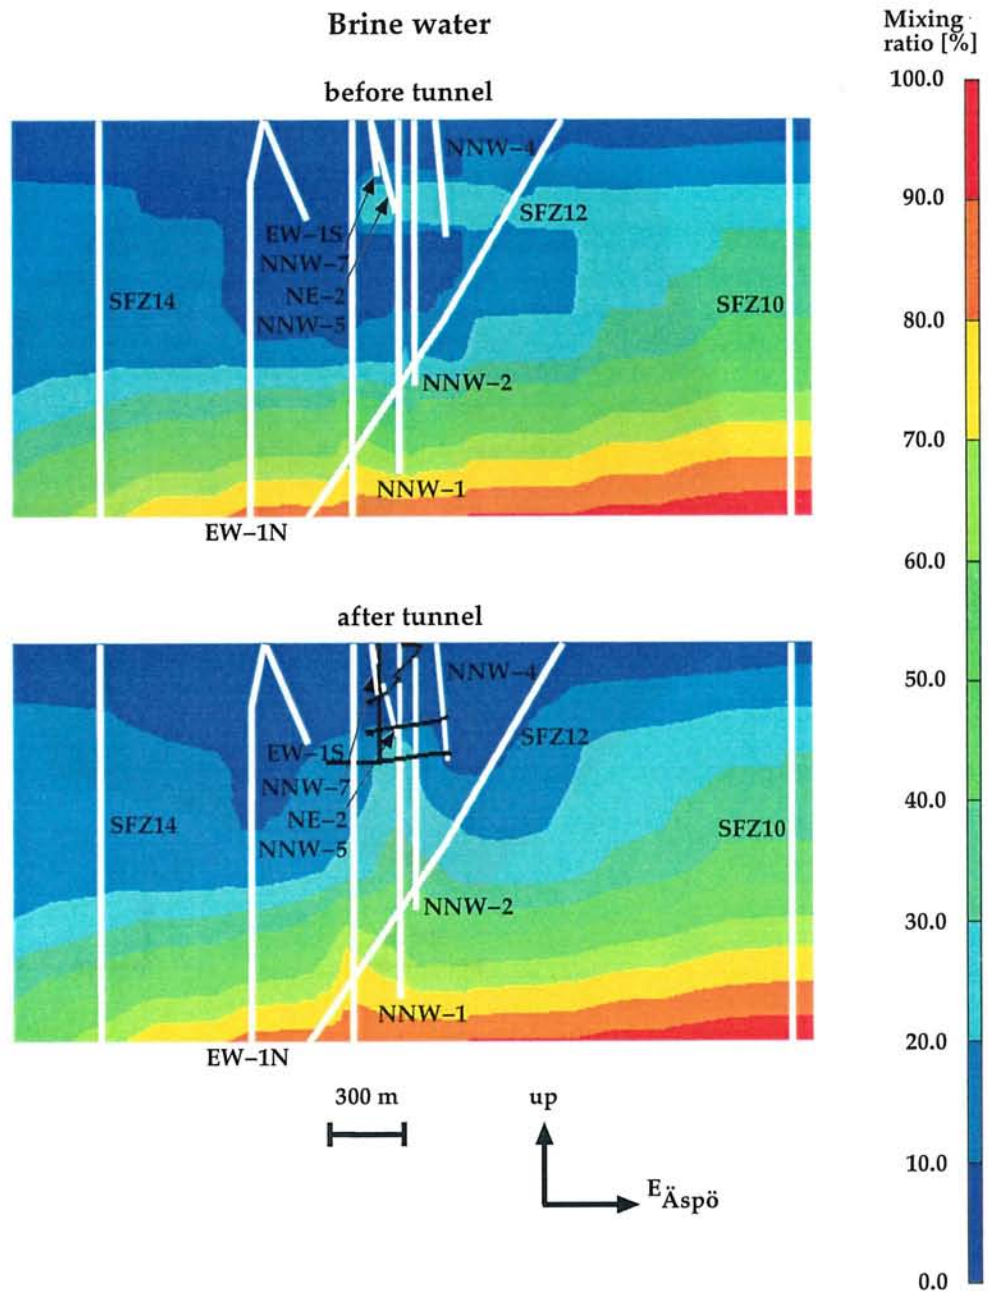 Brine water
Mixing
ratio [%]
before tunnel
NNW–4
SFZ12
EW–1S
NNW–7
NE–2
NNW–5
SFZ14
SFZ10
NNW–2
NNW–1
EW–1N
after tunnel
NNW–4
SFZ12
EW–1S
NNW–7
NE–2
NNW–5
SFZ14
SFZ10
NNW–2
NNW–1
EW–1N
300 m
up
E Äspö
100.0
90.0
80.0
70.0
60.0
50.0
40.0
30.0
20.0
10.0
0.0